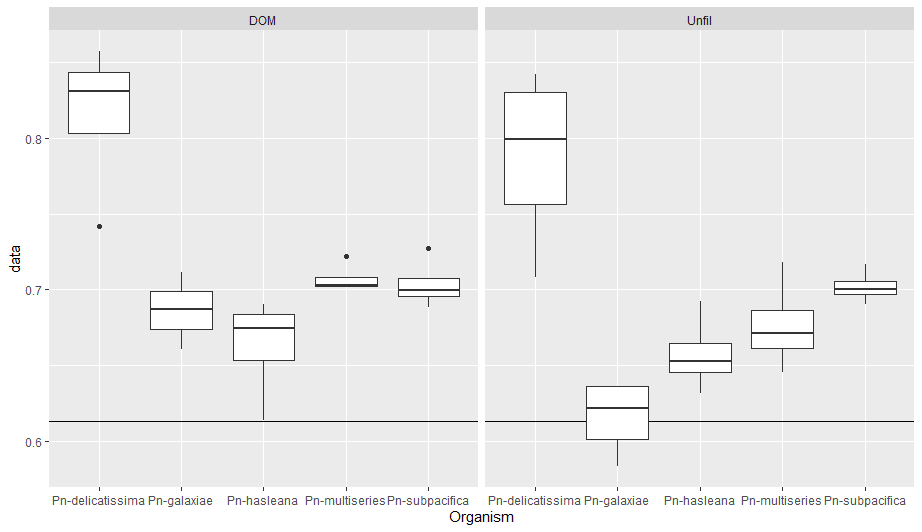 DOM Unfil
data
0.8
0.7
0.6
Pn-delicatissima Pn-galaxiae Pn-hasleana Pn-multiseries Pn-subpacifica Pn-delicatissima Pn-galaxiae Pn-hasleana Pn-multiseries Pn-subpacifica
Organism